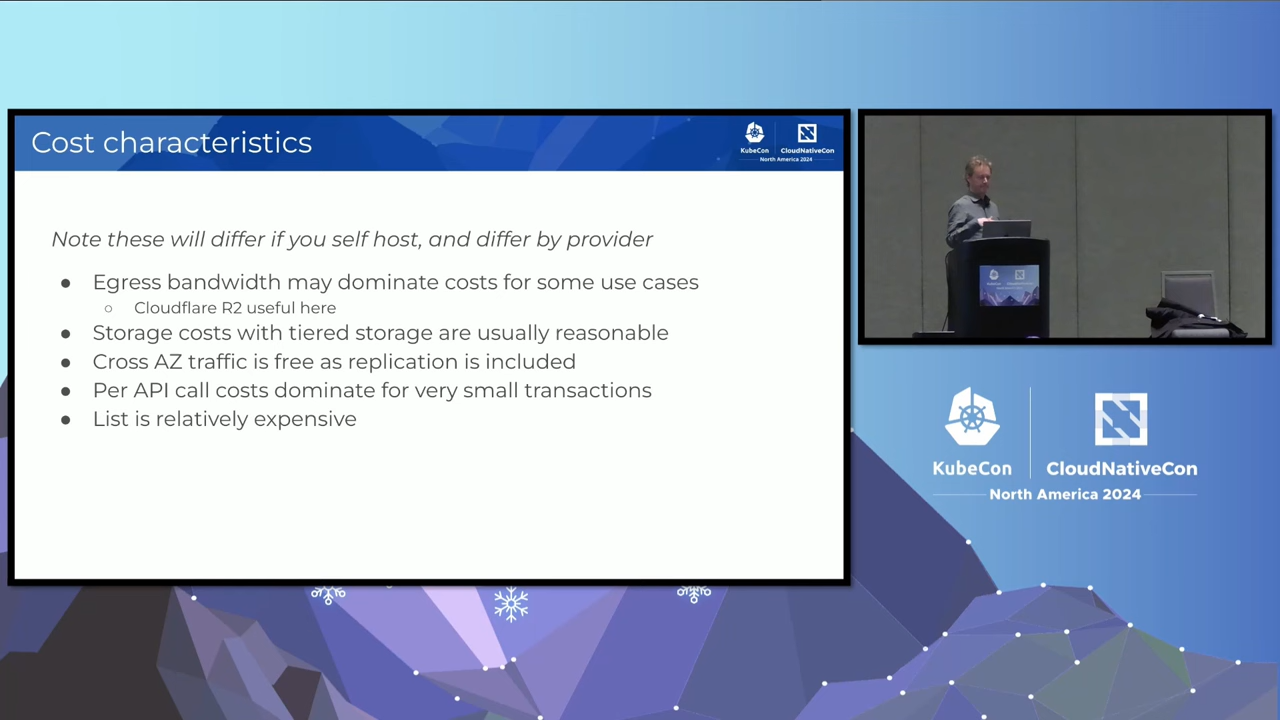 Cost characteristics
KubeCon
CloudNativeCon
North America 2024
Note these will differ if you self host, and differ by provider
● Egress bandwidth may dominate costs for some use cases
○ Cloudflare R2 useful here
● Storage costs with tiered storage are usually reasonable
● Cross AZ traffic is free as replication is included
● Per API call costs dominate for very small transactions
● List is relatively expensive
KubeCon
CloudNativeCon
North America 2024